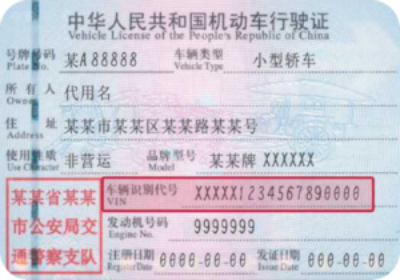 中华人民共和国机动车行驶证
Vehicle License of the People's Republic of China
号牌号码 某A88888 车辆类型 小型轿车
Plate No. Vehicle Type
所有人 代用名
Owner
住址 某某市某某区某某路某某号
Address
使用性质 非营运 品牌型号 某某牌 XXXXXX
Use Character Model
某某省某某 车辆识别代号 XXXXX1234567890000
VIN
市公安局交 发动机号码 9999999
Engine No.
通警察支队 注册日期 0000-00-00 发证日期 0000-00-00
Register Date Issue Date